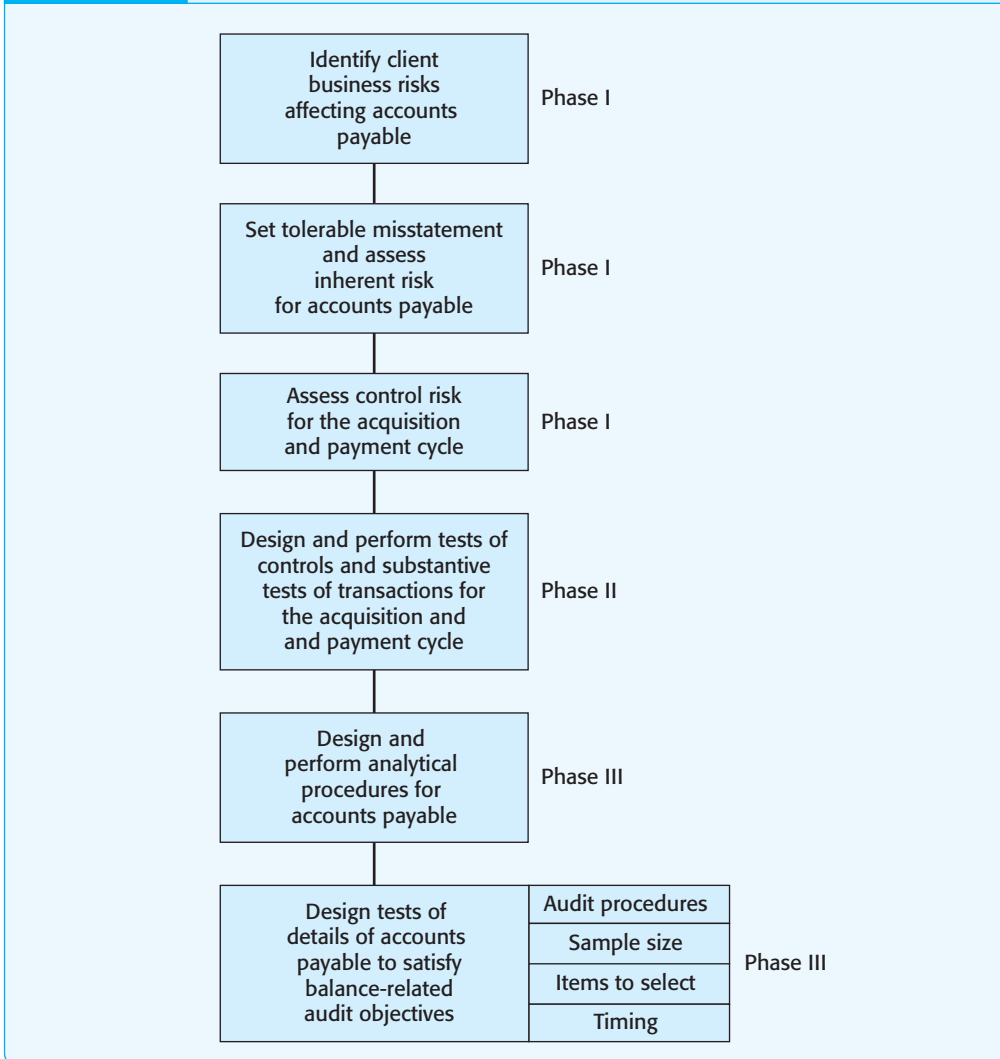 Identify client
business risks
affecting accounts
payable
Phase I
Set tolerable misstatement
and assess
inherent risk
for accounts payable
Phase I
Assess control risk
for the acquisition
and payment cycle
Phase I
Design and perform tests of
controls and substantive
tests of transactions for
the acquisition and
and payment cycle
Phase II
Design and
perform analytical
procedures for
accounts payable
Phase III
Design tests of
details of accounts
payable to satisfy
balance-related
audit objectives
Audit procedures
Sample size
Items to select
Timing
Phase III